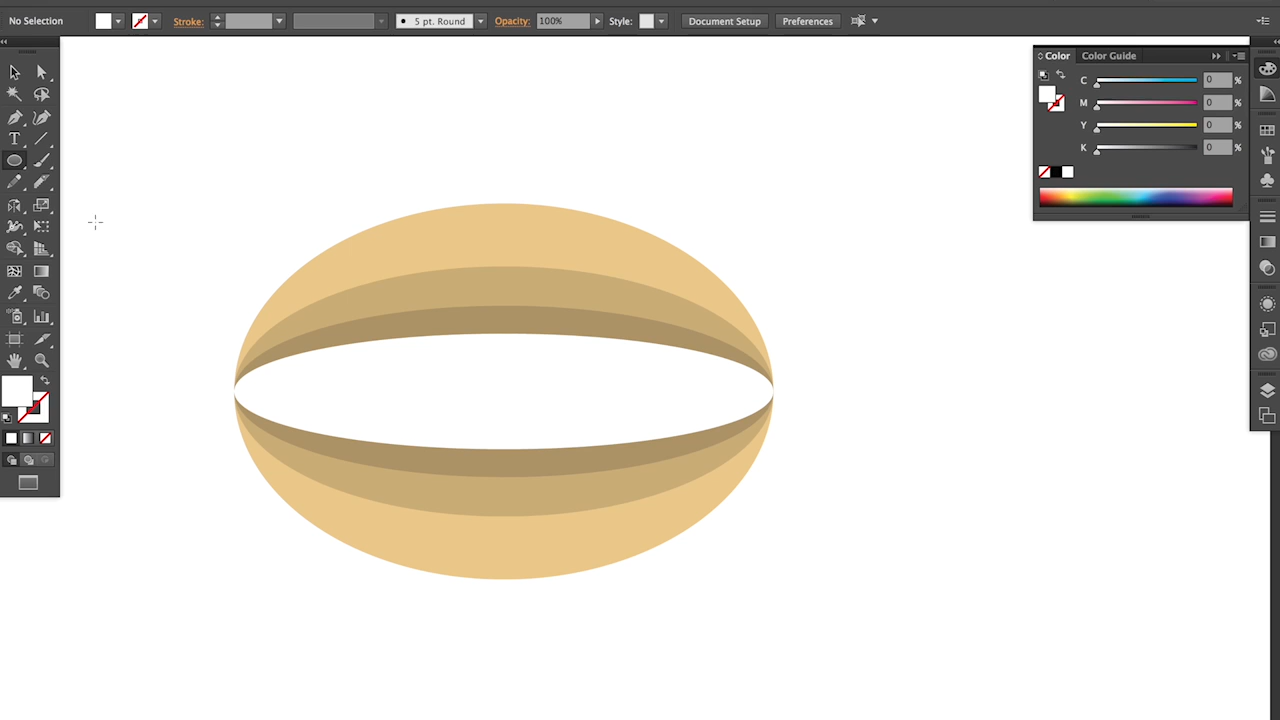 No Selection Stroke: 5 pt. Round Opacity: 100% Style: Document Setup Preferences
Color Color Guide
C 0 %
M 0 %
Y 0 %
K 0 %